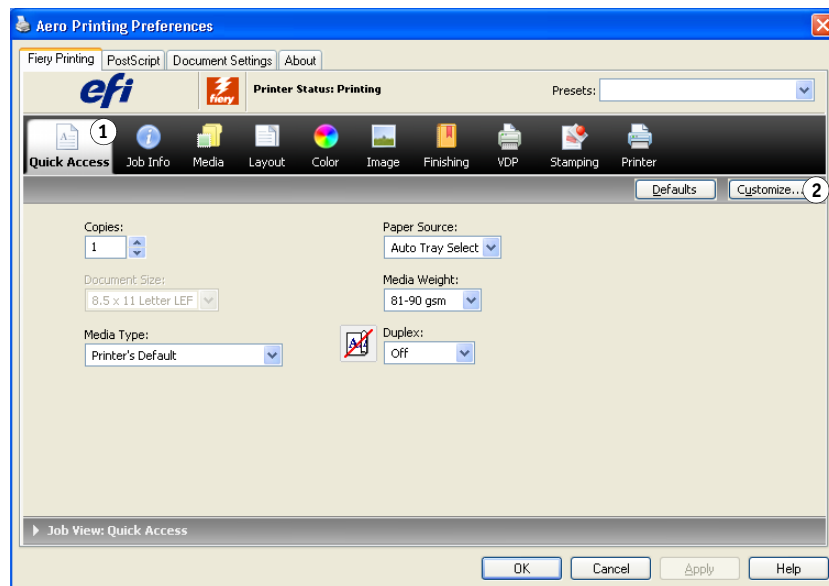 Aero Printing Preferences
Fiery Printing PostScript Document Settings About
efi fiery Printer Status: Printing Presets:
1
Quick Access Job Info Media Layout Color Image Finishing VDP Stamping Printer
Defaults Customize... 2
Copies: Paper Source:
1 Auto Tray Select
Document Size: Media Weight:
8.5 x 11 Letter LEF 81-90 gsm
Media Type: Duplex:
Printer's Default Off
Job View: Quick Access
OK Cancel Apply Help